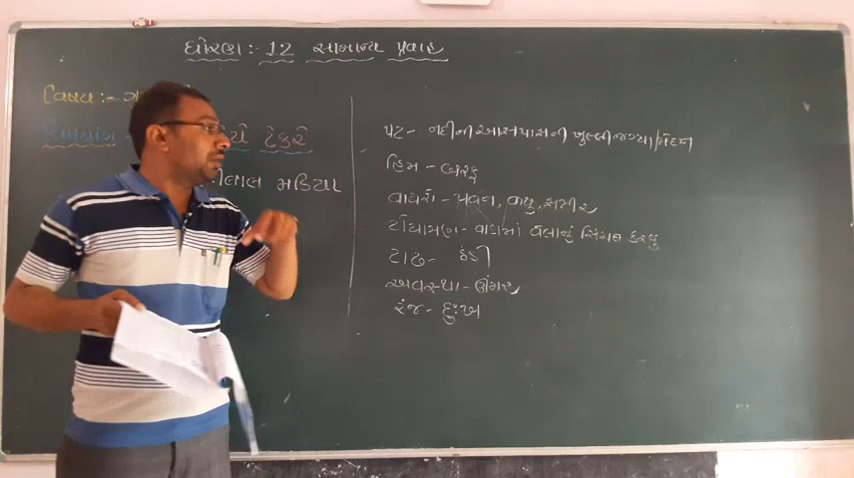 ધોરણ :- 12 સામાન્ય પ્રવાહ
વિષય :-
વિષયાંગ - ટેકરે
મડિયા
પટ - નદીની આસપાસની ખુલ્લી જગ્યા/મેદાન
હિમ - બરફ
વાયરો - પવન, વાયુ, સમીર
ટોયામણ - વાડામાં વેલાનું સિંચન કરવુ
ટાઢ - ઠંડી
અવસ્થા - ઊંમર
રંજ - દુઃખ